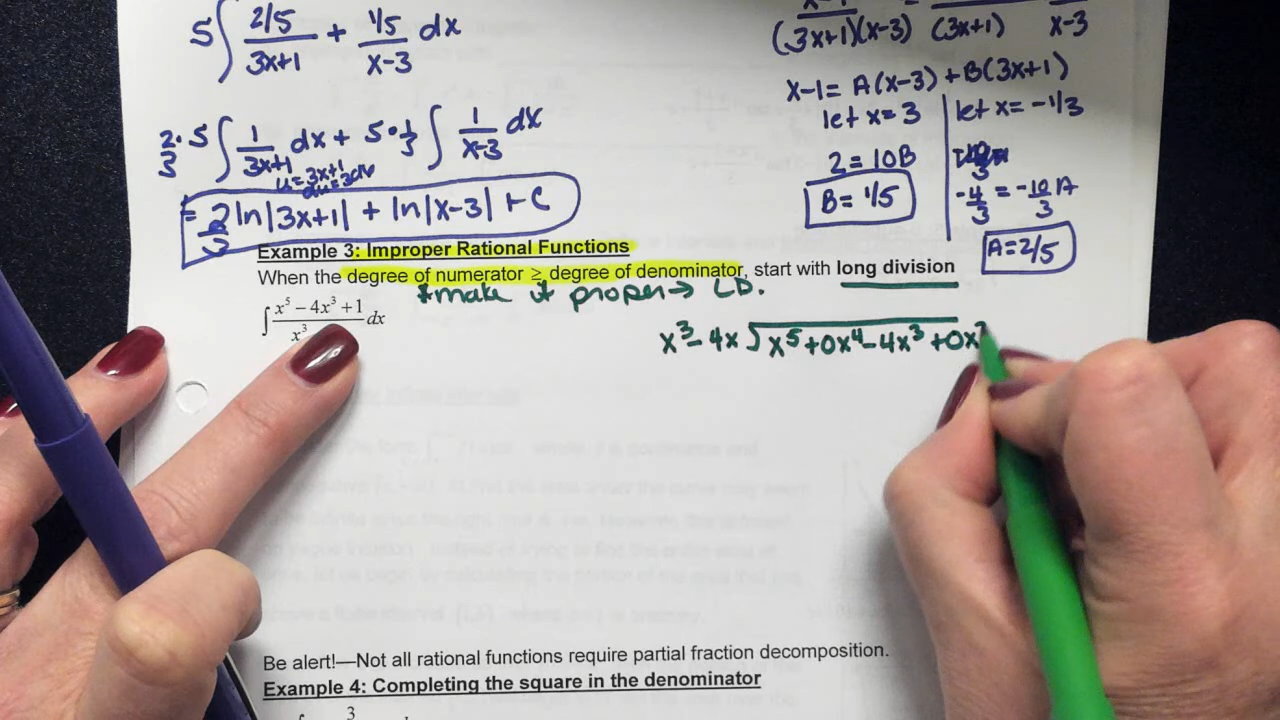 5∫ 2/5/3x+1 + 1/5/x-3 dx
(3x+1)(x-3) (3x+1) x-3
x-1 = A(x-3) + B(3x+1)
let x = 3 let x = -1/3
2/3 · 5 ∫ 1/3x+1 dx + 5 · 1/5 ∫ 1/x-3 dx
u = 3x+1
du = 3dx
2 = 10B
-4/3 = -10/3 A
B = 1/5
= 2/3 ln|3x+1| + ln|x-3| + C
A = 2/5
Example 3: Improper Rational Functions
When the degree of numerator ≥ degree of denominator, start with long division
*make it proper → LD.
∫ x⁵ − 4x³ + 1/x³ dx
x³ - 4x ) x⁵ + 0x⁴ - 4x³ + 0x²
Be alert!—Not all rational functions require partial fraction decomposition.
Example 4: Completing the square in the denominator
3